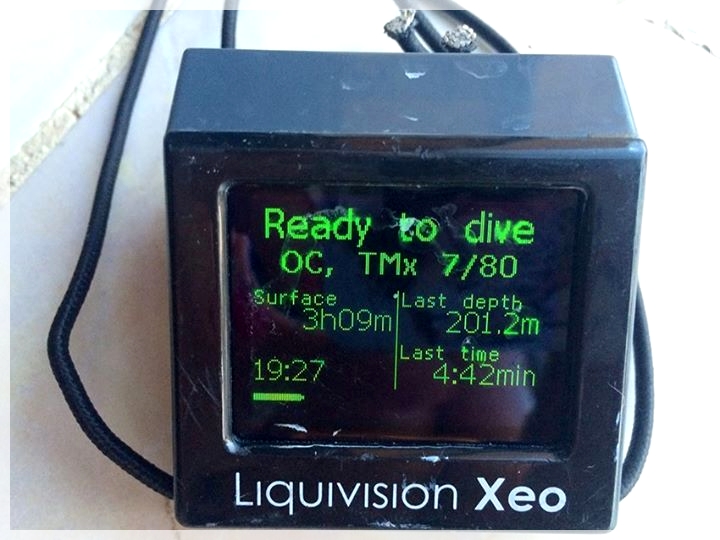 Ready to dive
OC, TMx 7/80
Surface
3h09m
Last depth
201.2m
19:27
Last time
4:42min
Liquivision Xeo